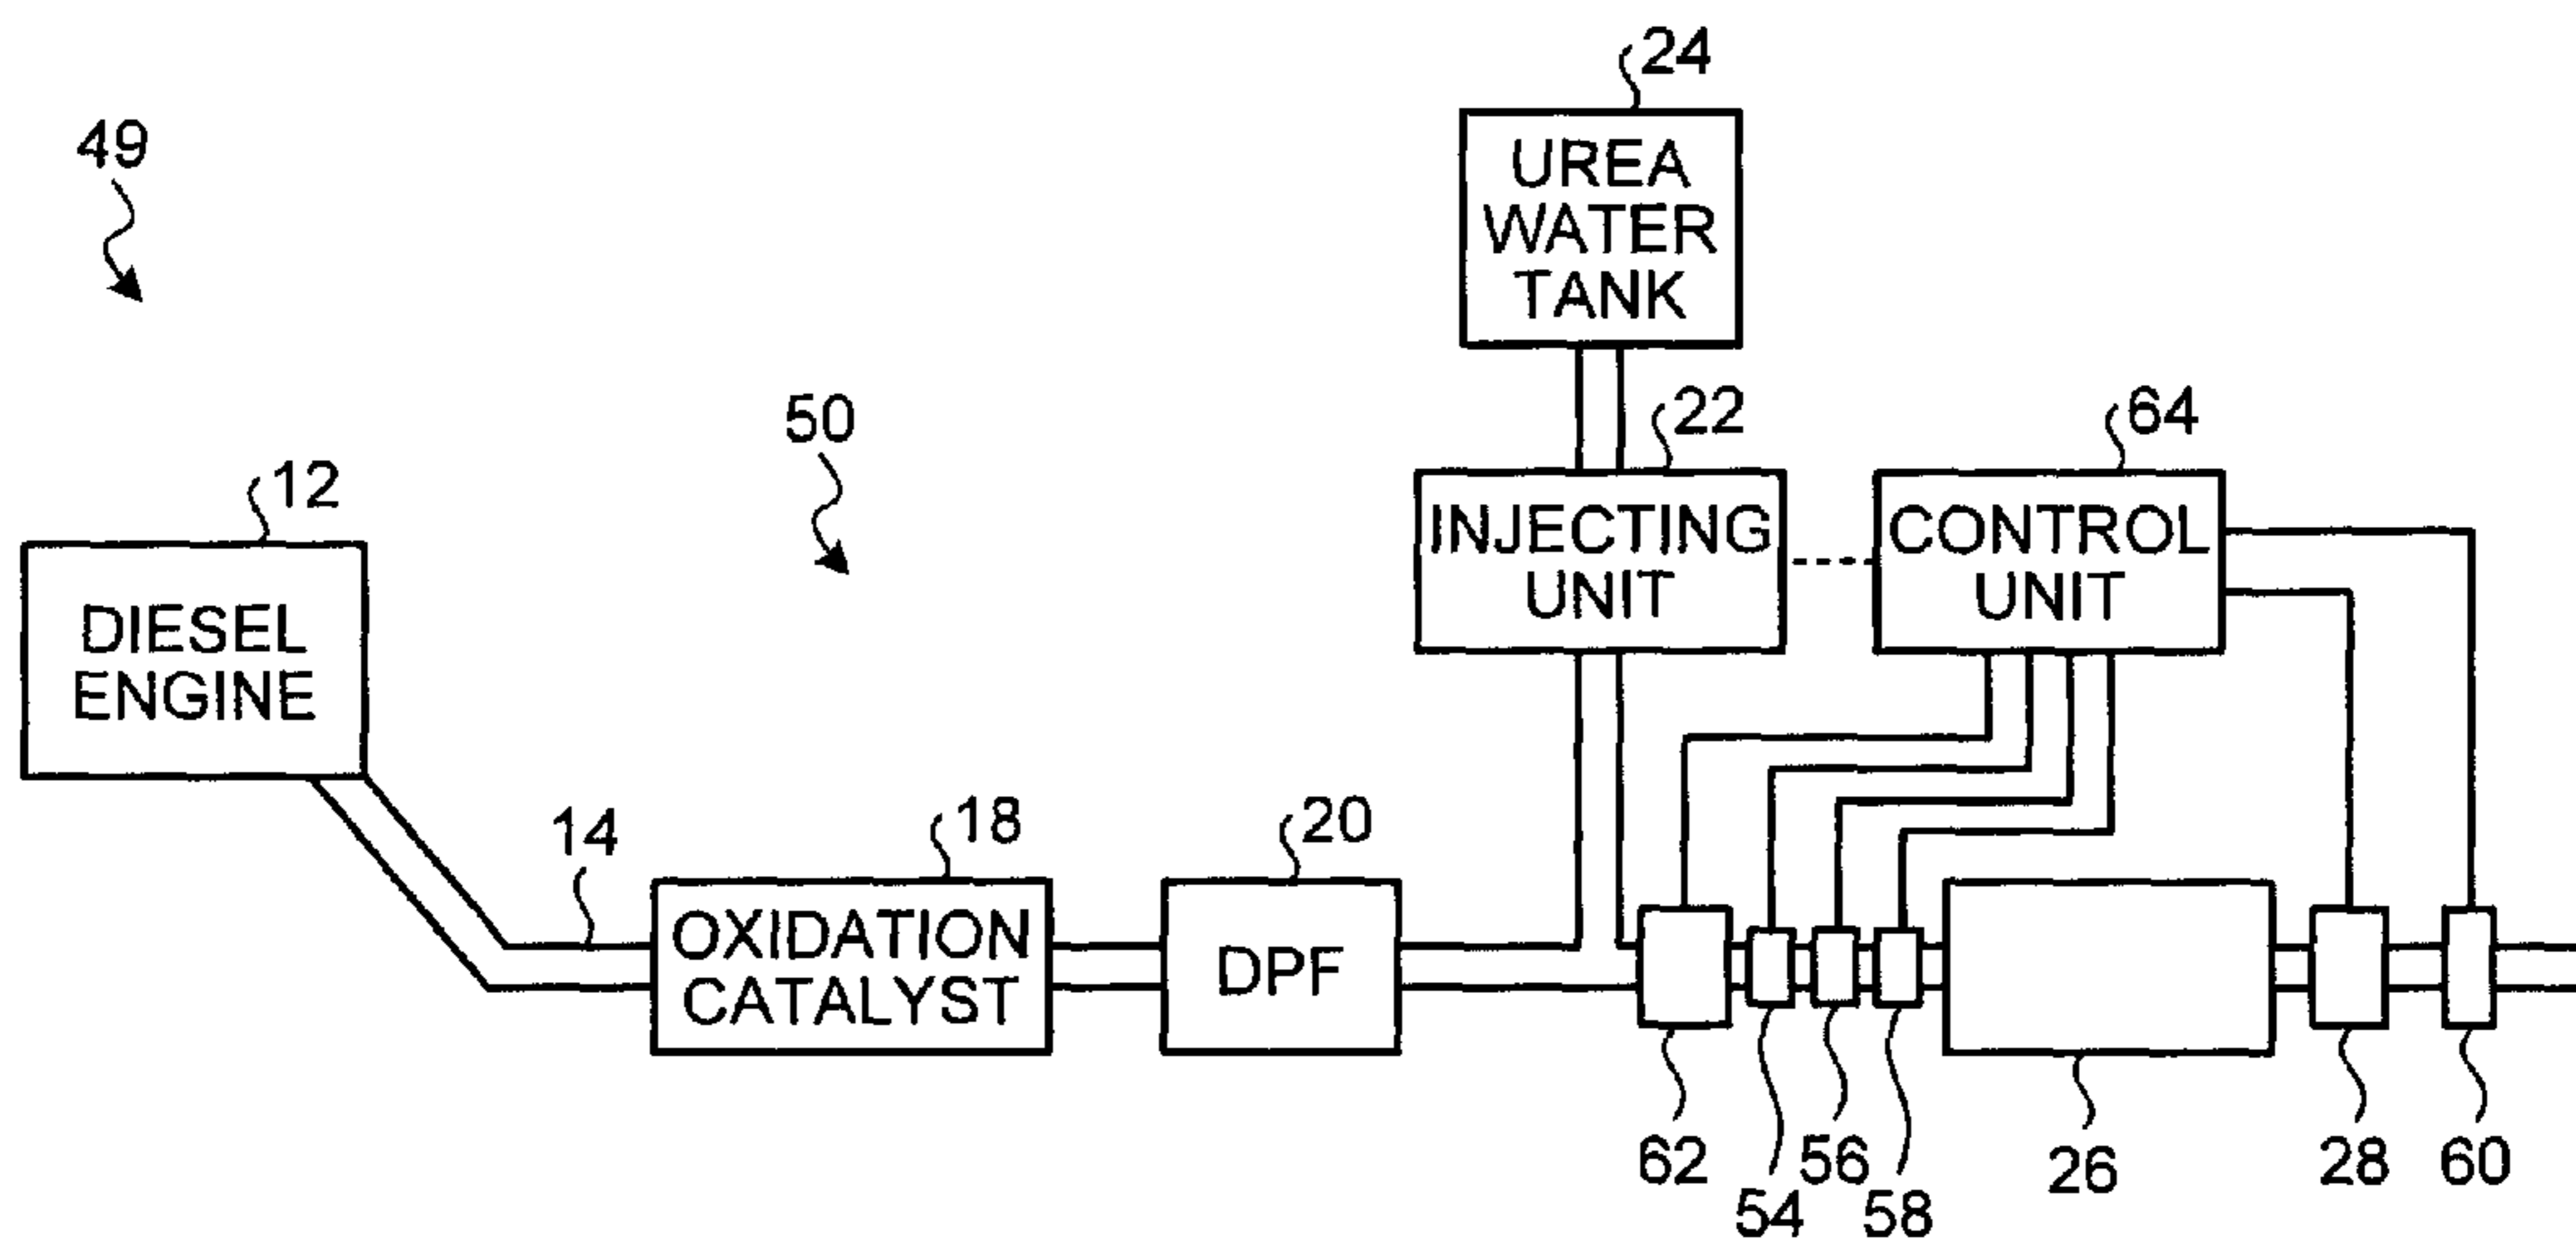 24
49
UREA
WATER
TANK
50
22
64
12
INJECTING
UNIT
CONTROL
UNIT
DIESEL
ENGINE
14
18
20
OXIDATION
CATALYST
DPF
62
54
56
58
26
28
60